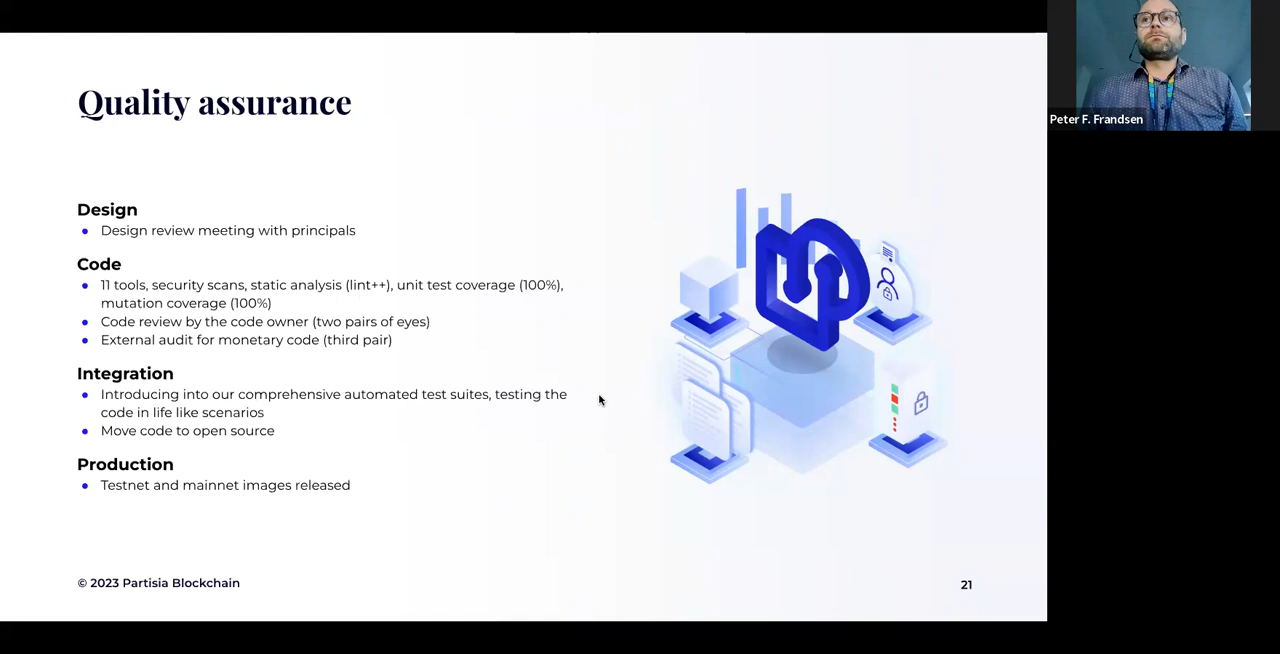 Quality assurance
Design
● Design review meeting with principals
Code
● 11 tools, security scans, static analysis (lint++), unit test coverage (100%),
mutation coverage (100%)
● Code review by the code owner (two pairs of eyes)
● External audit for monetary code (third pair)
Integration
● Introducing into our comprehensive automated test suites, testing the
code in life like scenarios
● Move code to open source
Production
● Testnet and mainnet images released
© 2023 Partisia Blockchain
21
Peter F. Frandsen